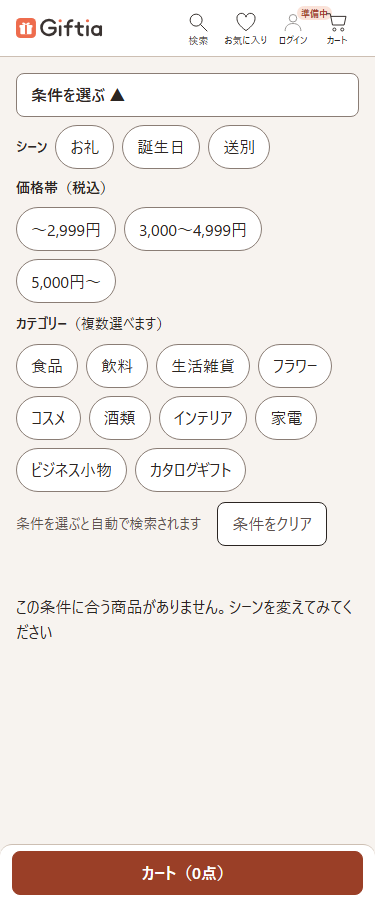 Giftia
検索
お気に入り
準備中
ログイン
カート
条件を選ぶ ▲
シーン
お礼
誕生日
送別
価格帯（税込）
〜2,999円
3,000〜4,999円
5,000円〜
カテゴリー（複数選べます）
食品
飲料
生活雑貨
フラワー
コスメ
酒類
インテリア
家電
ビジネス小物
カタログギフト
条件を選ぶと自動で検索されます
条件をクリア
この条件に合う商品がありません。シーンを変えてみてく
ださい
カート（0点）